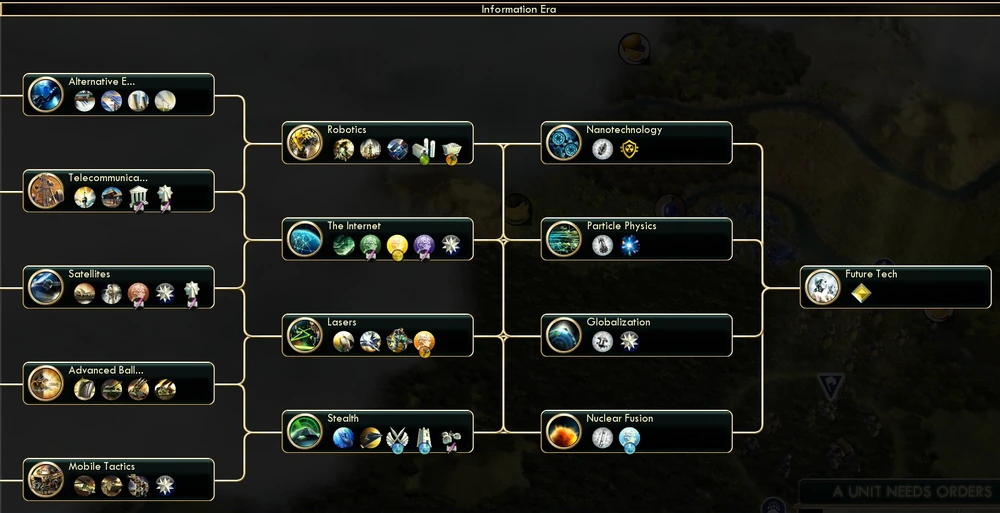 Information Era
Alternative E...
Telecommunica...
Satellites
Advanced Ball...
Mobile Tactics
Robotics
The Internet
Lasers
Stealth
Nanotechnology
Particle Physics
Globalization
Nuclear Fusion
Future Tech
A UNIT NEEDS ORDERS